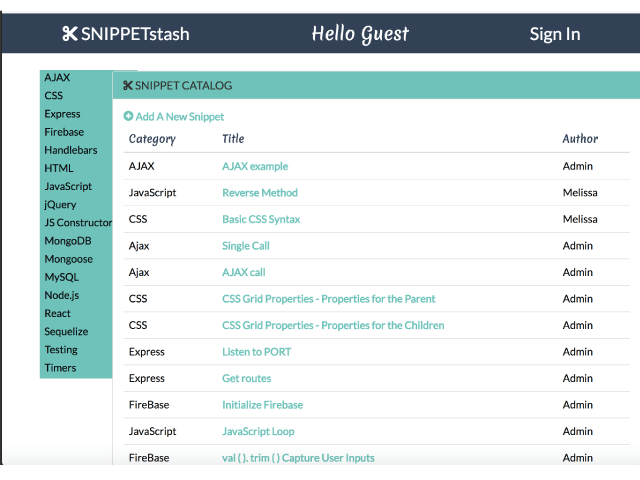 SNIPPETstash Hello Guest Sign In
AJAX
CSS
Express
Firebase
Handlebars
HTML
JavaScript
jQuery
JS Constructor
MongoDB
Mongoose
MySQL
Node.js
React
Sequelize
Testing
Timers
SNIPPET CATALOG
Add A New Snippet
Category Title Author
AJAX AJAX example Admin
JavaScript Reverse Method Melissa
CSS Basic CSS Syntax Melissa
Ajax Single Call Admin
Ajax AJAX call Admin
CSS CSS Grid Properties - Properties for the Parent Admin
CSS CSS Grid Properties - Properties for the Children Admin
Express Listen to PORT Admin
Express Get routes Admin
FireBase Initialize Firebase Admin
JavaScript JavaScript Loop Admin
FireBase val ( ). trim ( ) Capture User Inputs Admin